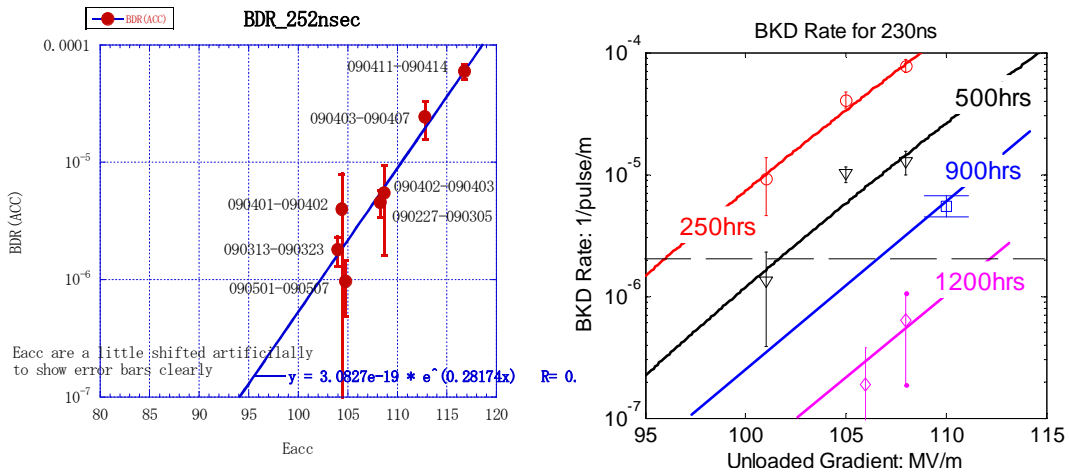 BDR(ACC)
BDR_252nsec
0.0001
10^-5
10^-6
10^-7
BDR(ACC)
090411-090414
090403-090407
090402-090403
090401-090402
090227-090305
090313-090323
090501-090507
Eacc are a little shifted artificilally
to show error bars clearly
y = 3.0827e-19 * e^(0.28174x) R= 0.
80 85 90 95 100 105 110 115 120
Eacc
BKD Rate for 230ns
10^-4
10^-5
10^-6
10^-7
BKD Rate: 1/pulse/m
500hrs
900hrs
250hrs
1200hrs
95 100 105 110 115
Unloaded Gradient: MV/m